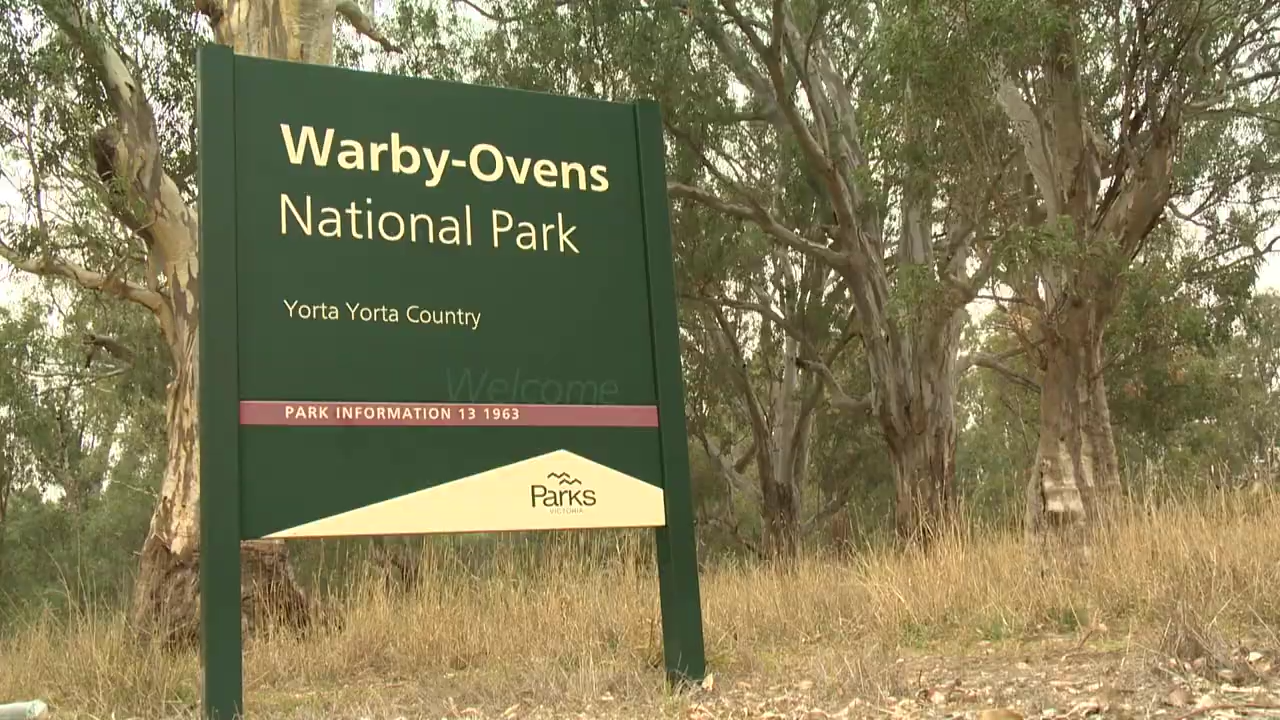 Warby-Ovens
National Park
Yorta Yorta Country
Welcome
PARK INFORMATION 13 1963
Parks
VICTORIA